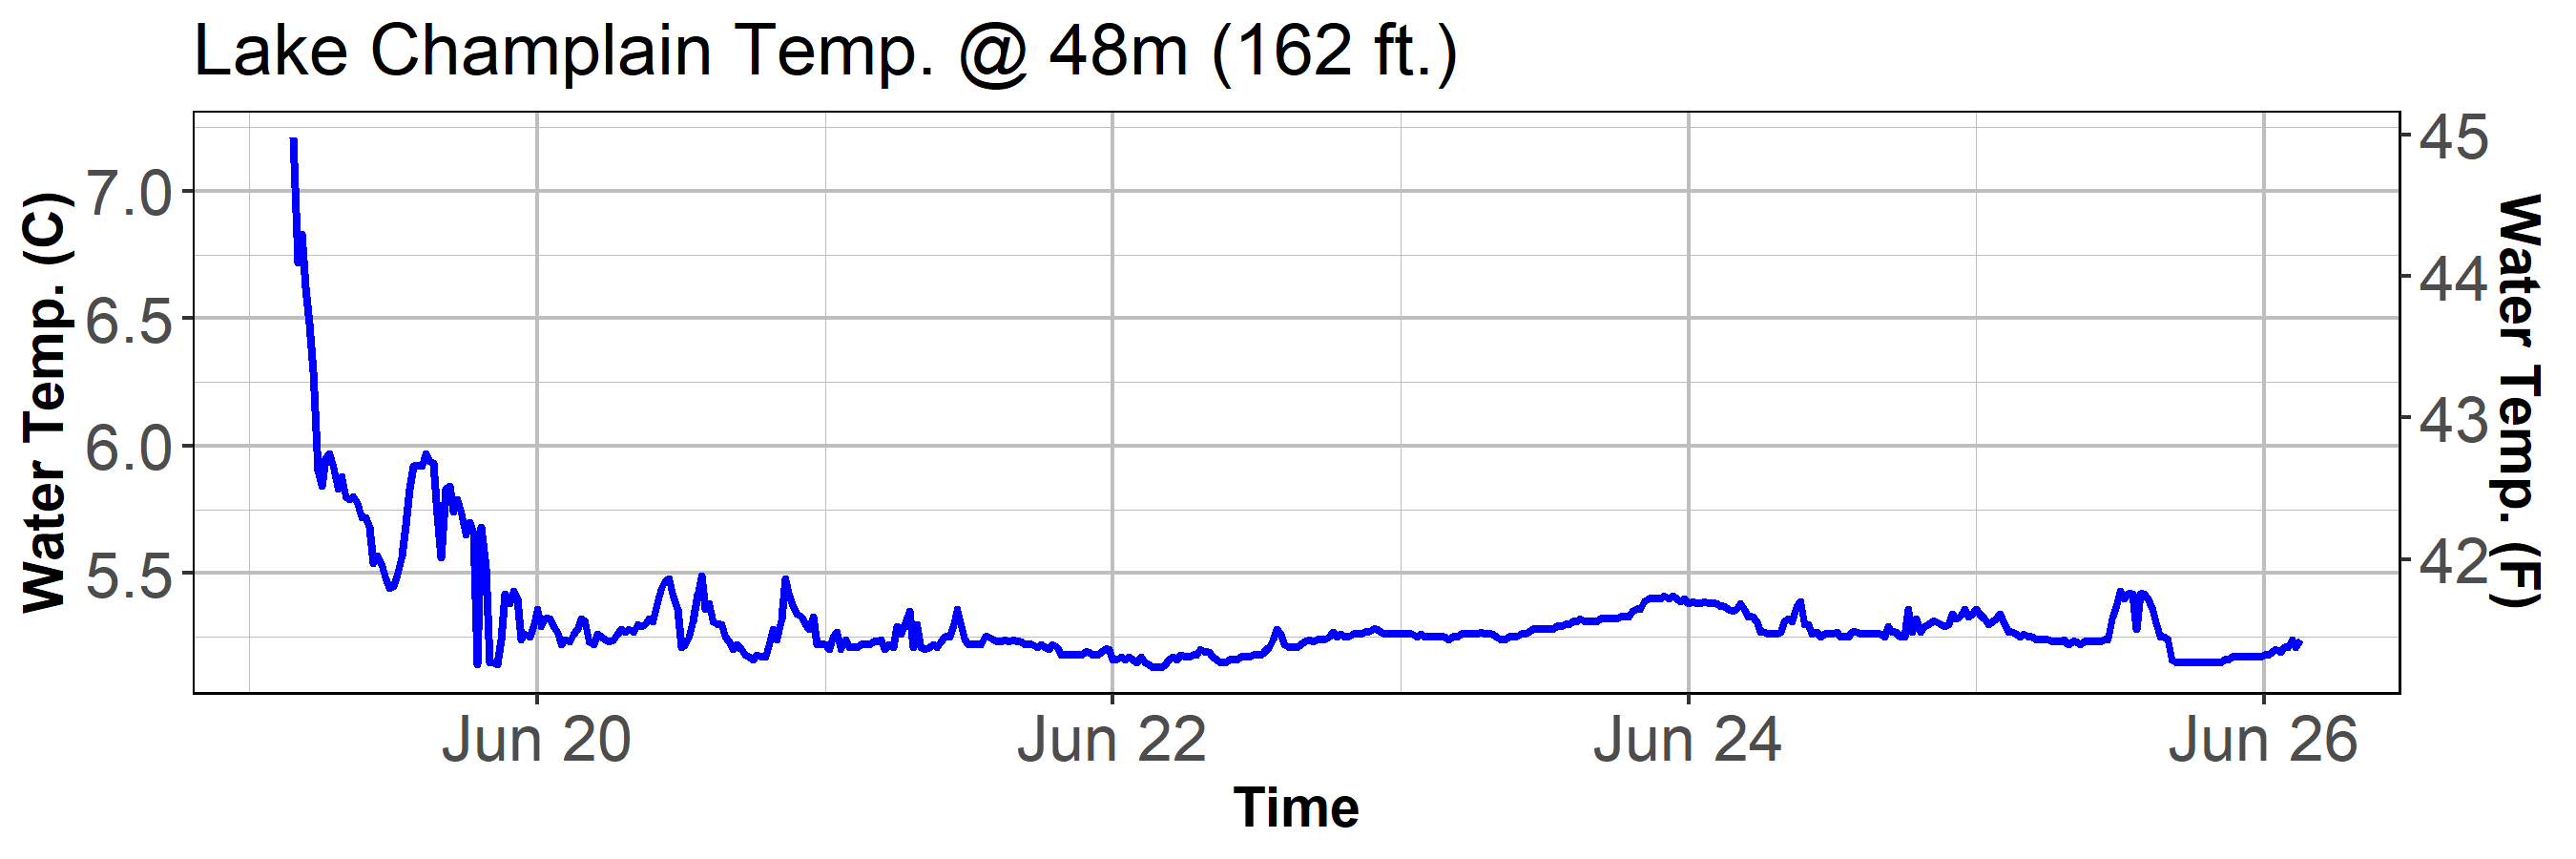 Lake Champlain Temp. @ 48m (162 ft.)
Water Temp. (C)
7.0
6.5
6.0
5.5
45
44
43
42
Water Temp. (F)
Jun 20 Jun 22 Jun 24 Jun 26
Time